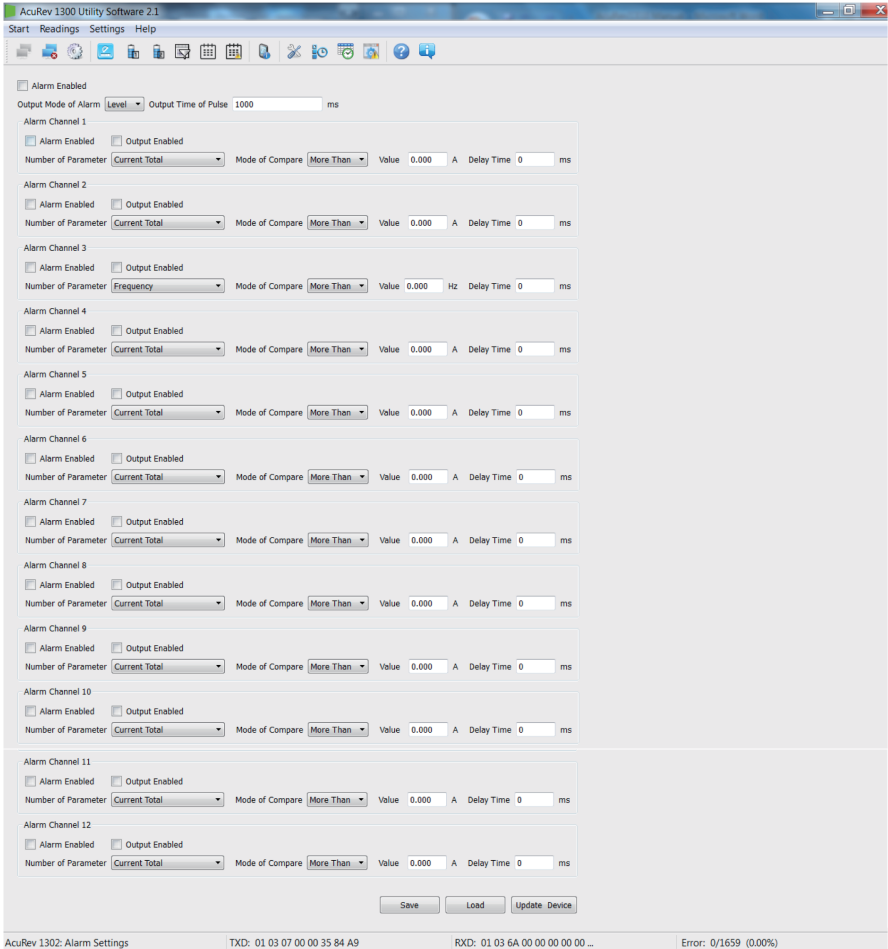 AcuRev 1300 Utility Software 2.1
Start Readings Settings Help
Alarm Enabled
Output Mode of Alarm Level Output Time of Pulse 1000 ms
Alarm Channel 1
Alarm Enabled Output Enabled
Number of Parameter Current Total Mode of Compare More Than Value 0.000 A Delay Time 0 ms
Alarm Channel 2
Alarm Enabled Output Enabled
Number of Parameter Current Total Mode of Compare More Than Value 0.000 A Delay Time 0 ms
Alarm Channel 3
Alarm Enabled Output Enabled
Number of Parameter Frequency Mode of Compare More Than Value 0.000 Hz Delay Time 0 ms
Alarm Channel 4
Alarm Enabled Output Enabled
Number of Parameter Current Total Mode of Compare More Than Value 0.000 A Delay Time 0 ms
Alarm Channel 5
Alarm Enabled Output Enabled
Number of Parameter Current Total Mode of Compare More Than Value 0.000 A Delay Time 0 ms
Alarm Channel 6
Alarm Enabled Output Enabled
Number of Parameter Current Total Mode of Compare More Than Value 0.000 A Delay Time 0 ms
Alarm Channel 7
Alarm Enabled Output Enabled
Number of Parameter Current Total Mode of Compare More Than Value 0.000 A Delay Time 0 ms
Alarm Channel 8
Alarm Enabled Output Enabled
Number of Parameter Current Total Mode of Compare More Than Value 0.000 A Delay Time 0 ms
Alarm Channel 9
Alarm Enabled Output Enabled
Number of Parameter Current Total Mode of Compare More Than Value 0.000 A Delay Time 0 ms
Alarm Channel 10
Alarm Enabled Output Enabled
Number of Parameter Current Total Mode of Compare More Than Value 0.000 A Delay Time 0 ms
Alarm Channel 11
Alarm Enabled Output Enabled
Number of Parameter Current Total Mode of Compare More Than Value 0.000 A Delay Time 0 ms
Alarm Channel 12
Alarm Enabled Output Enabled
Number of Parameter Current Total Mode of Compare More Than Value 0.000 A Delay Time 0 ms
Save Load Update Device
AcuRev 1302: Alarm Settings TXD: 01 03 07 00 00 35 84 A9 RXD: 01 03 6A 00 00 00 00 00 ... Error: 0/1659 (0.00%)